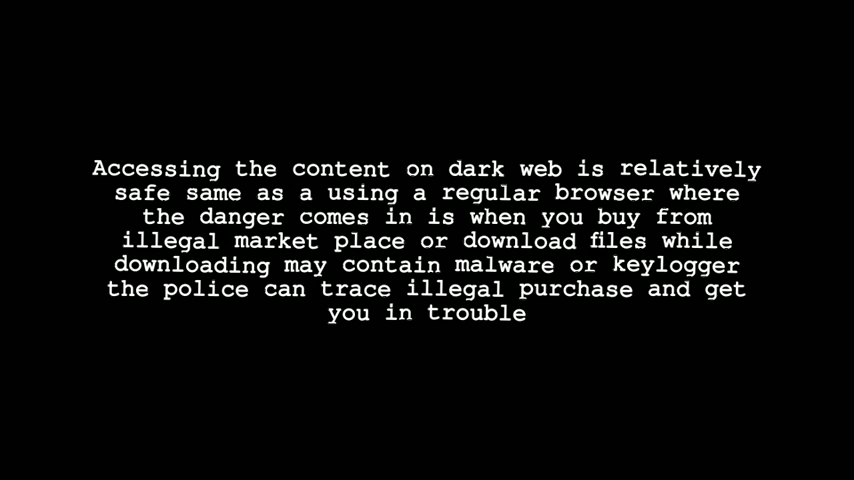 Accessing the content on dark web is relatively
safe same as a using a regular browser where
the danger comes in is when you buy from
illegal market place or download files while
downloading may contain malware or keylogger
the police can trace illegal purchase and get
you in trouble